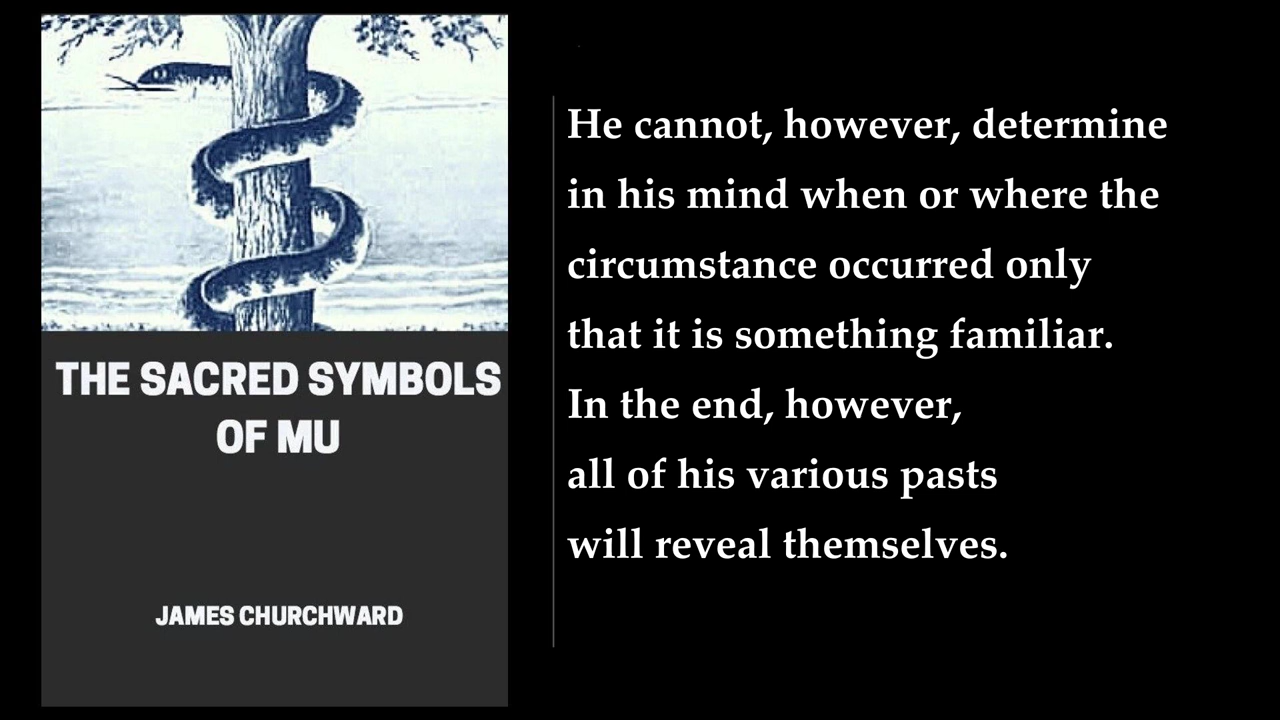 THE SACRED SYMBOLS
OF MU
JAMES CHURCHWARD
He cannot, however, determine
in his mind when or where the
circumstance occurred only
that it is something familiar.
In the end, however,
all of his various pasts
will reveal themselves.